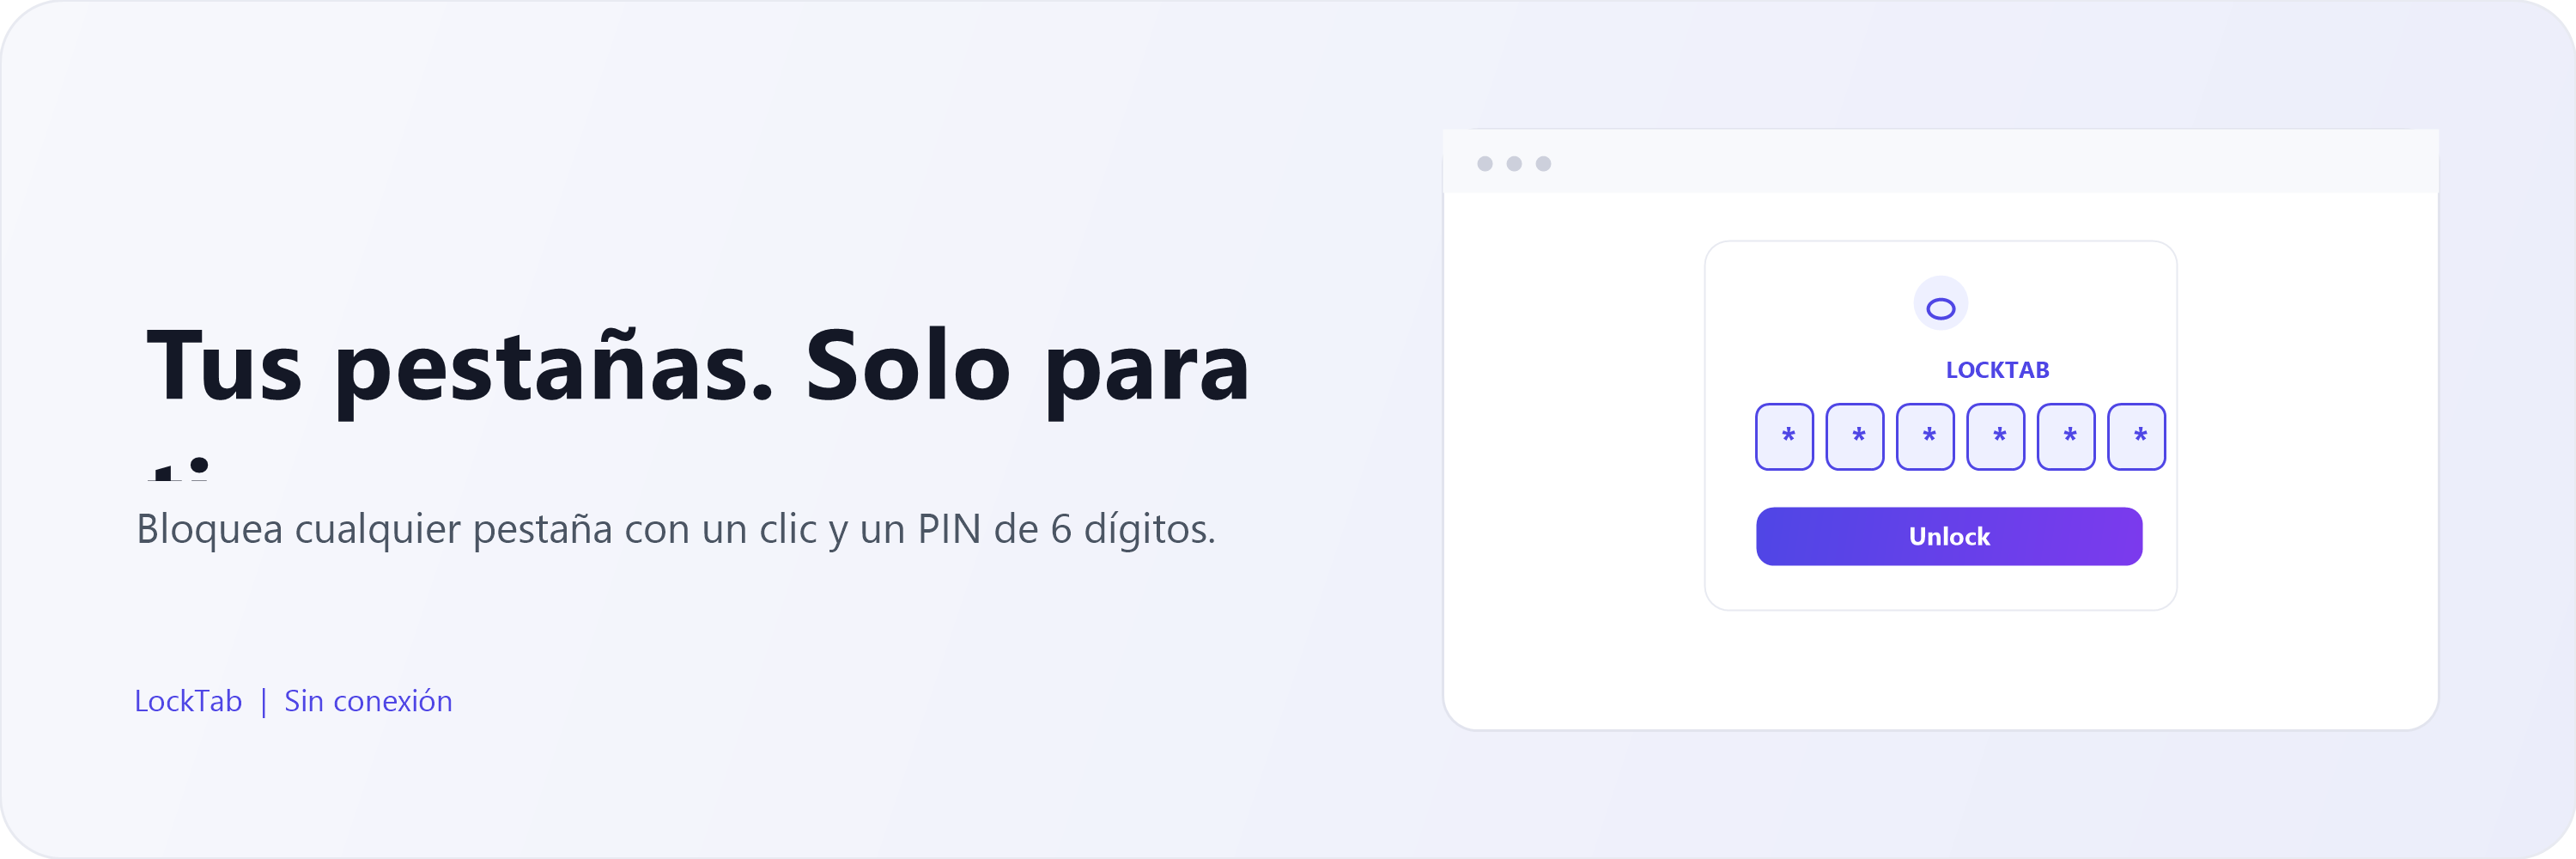 Tus pestañas. Solo para
ti
Bloquea cualquier pestaña con un clic y un PIN de 6 dígitos.
LockTab | Sin conexión
LOCKTAB
* * * * * *
Unlock